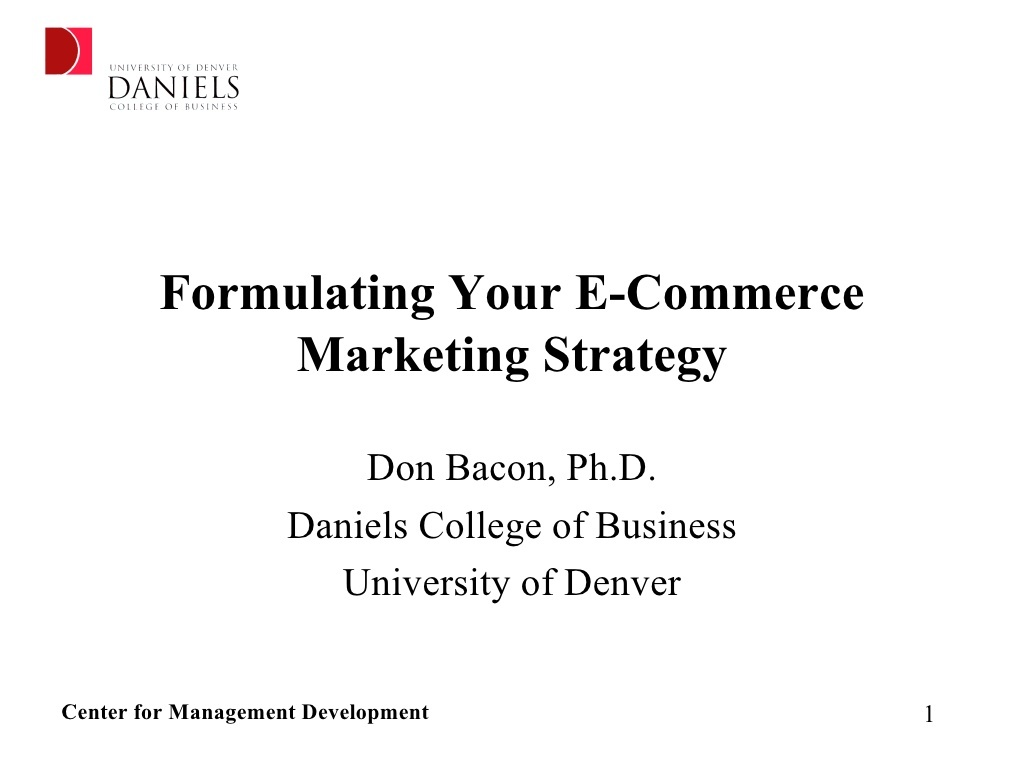 UNIVERSITY OF DENVER
DANIELS
COLLEGE OF BUSINESS
Formulating Your E-Commerce
Marketing Strategy
Don Bacon, Ph.D.
Daniels College of Business
University of Denver
Center for Management Development
1